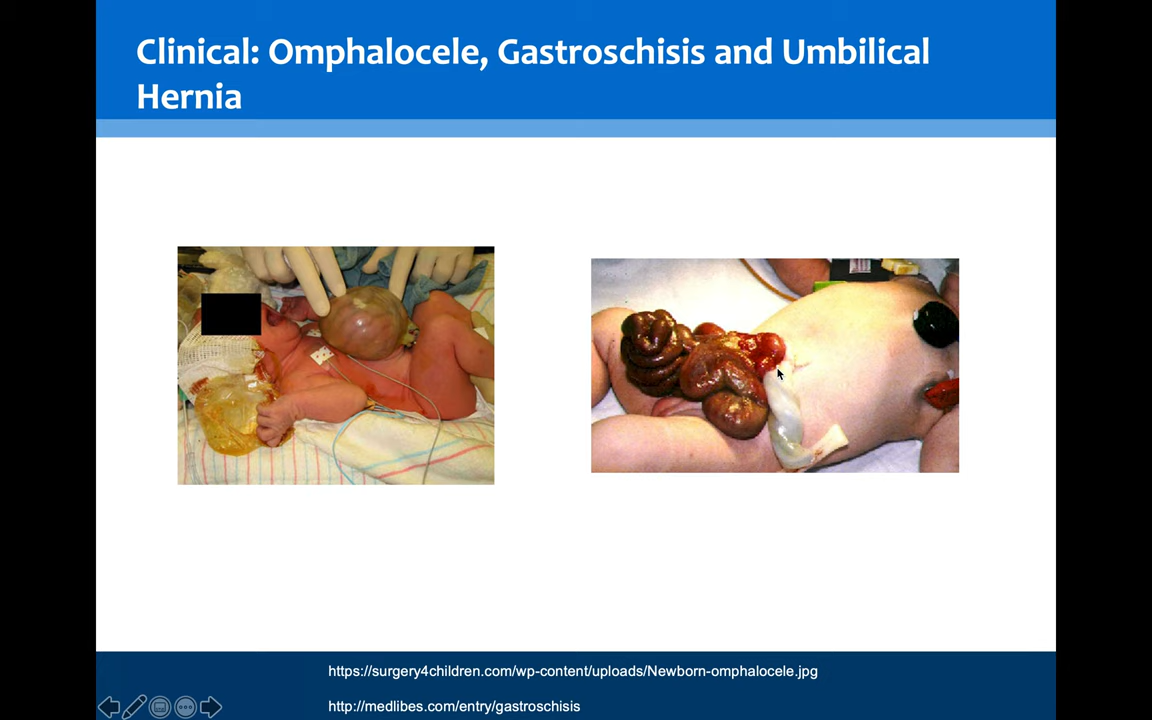 Clinical: Omphalocele, Gastroschisis and Umbilical
Hernia
https://surgery4children.com/wp-content/uploads/Newborn-omphalocele.jpg
http://medlibes.com/entry/gastroschisis